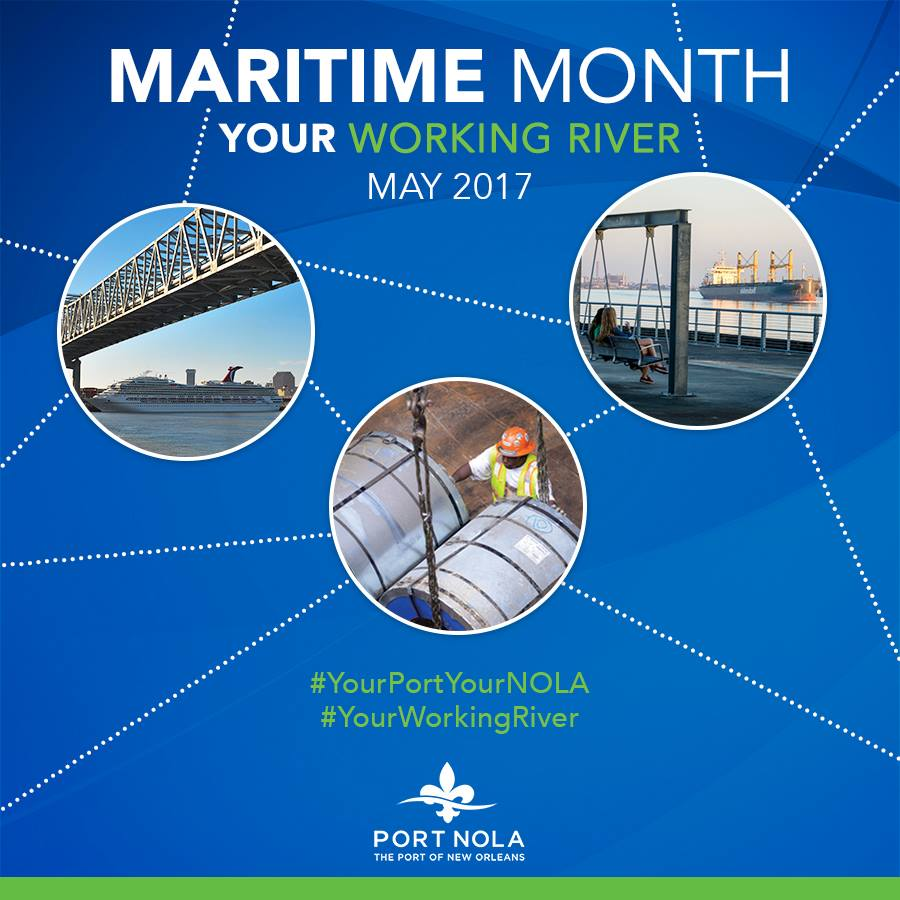 MARITIME MONTH
YOUR WORKING RIVER
MAY 2017
#YourPortYourNOLA
#YourWorkingRiver
PORT NOLA
THE PORT OF NEW ORLEANS